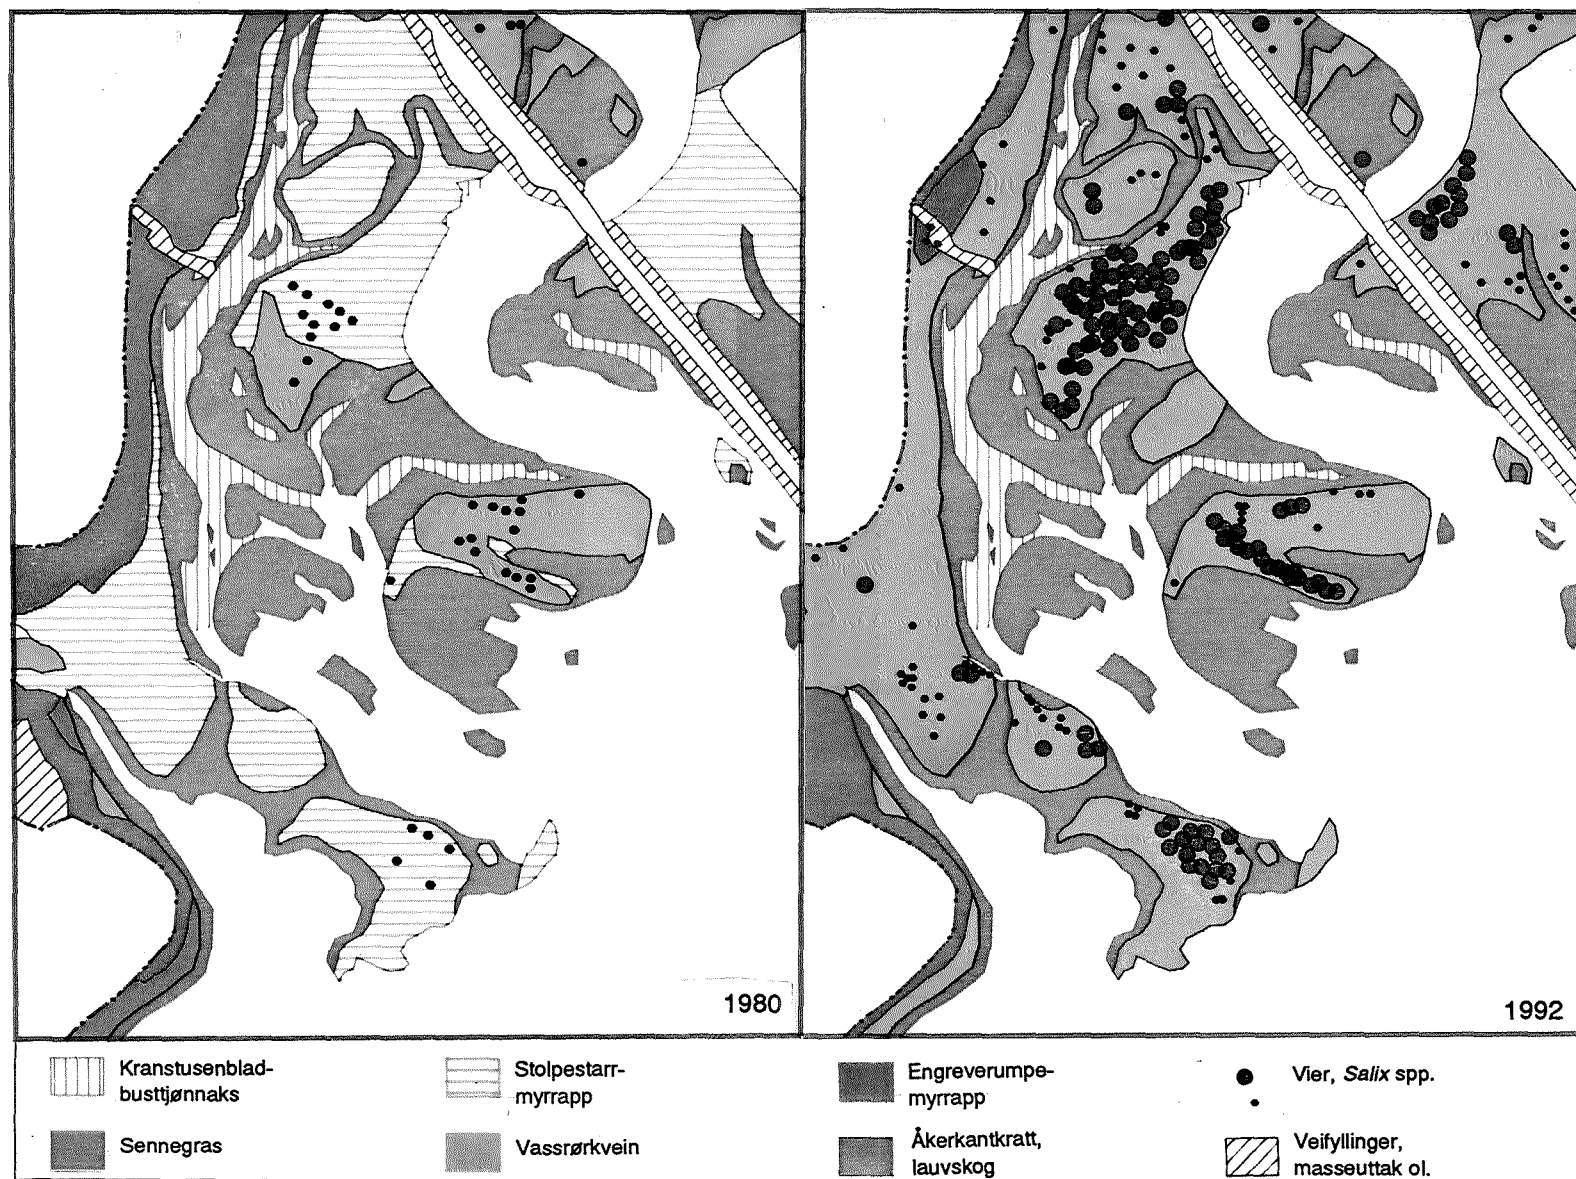 1980
1992
Kranstusenblad-
busttjønnaks
Stolpestarr-
myrrapp
Engreverumpe-
myrrapp
Vier, Salix spp.
Sennegras
Vassrørkvein
Åkerkantkratt,
lauvskog
Veifyllinger,
masseuttak ol.